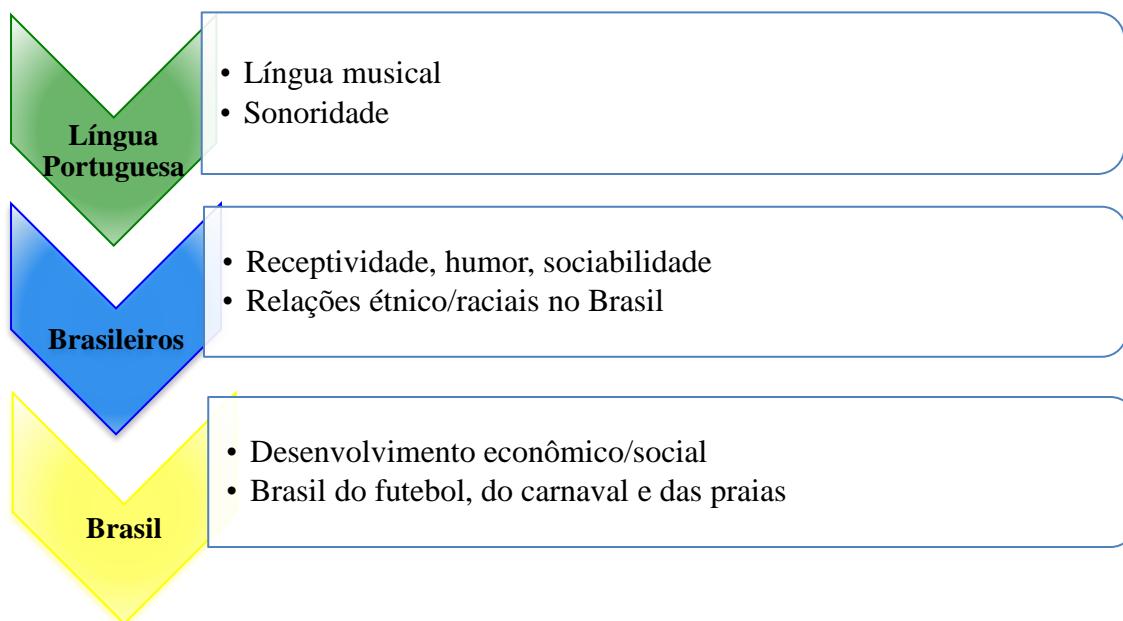 Língua
Portuguesa
• Língua musical
• Sonoridade
Brasileiros
• Receptividade, humor, sociabilidade
• Relações étnico/raciais no Brasil
Brasil
• Desenvolvimento econômico/social
• Brasil do futebol, do carnaval e das praias